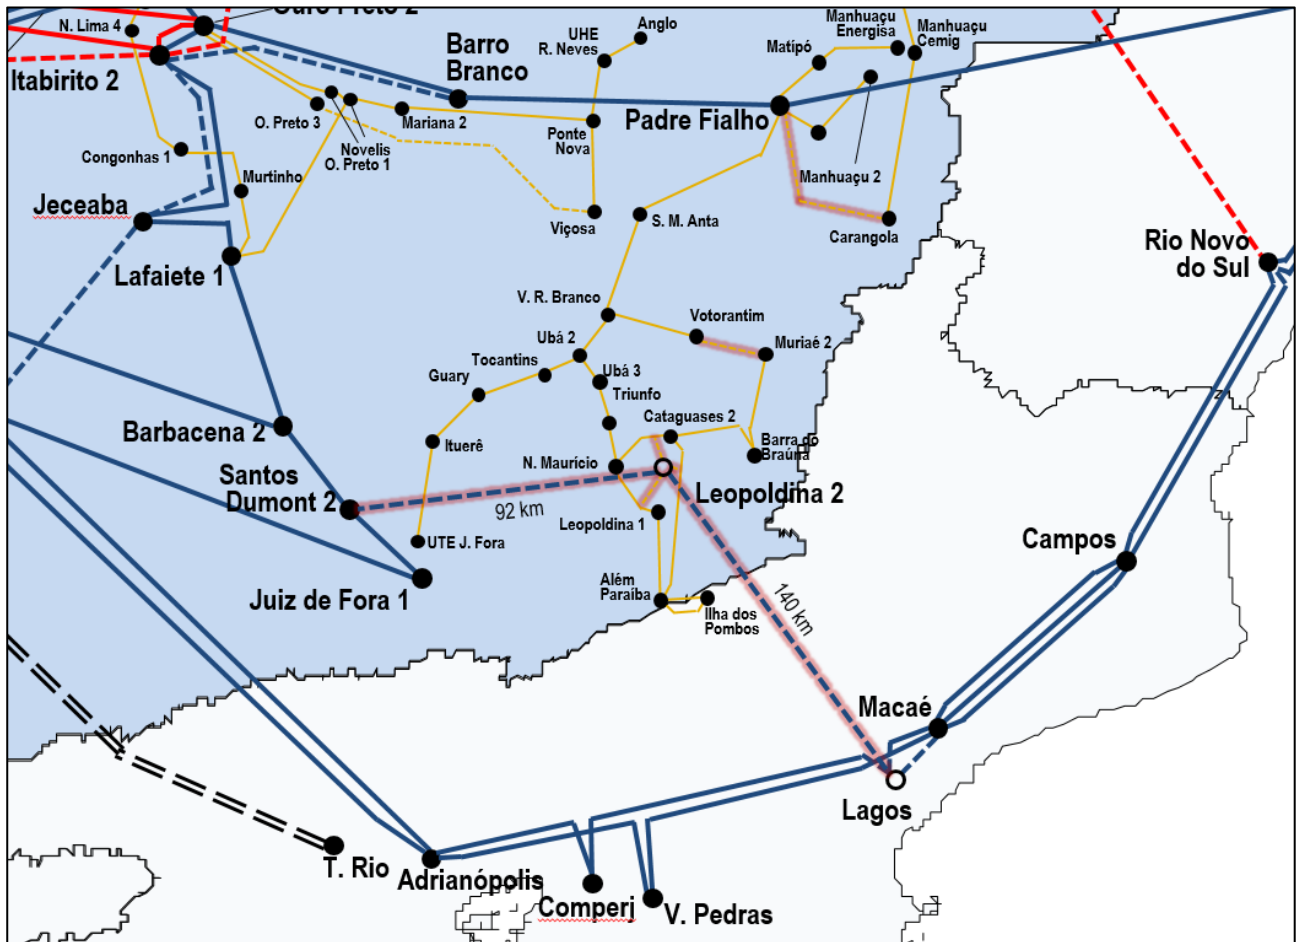 Ouro Preto 2
N. Lima 4
Itabirito 2
Barro
Branco
UHE
R. Neves
Anglo
Manhuaçu
Energisa
Manhuaçu
Cemig
Matipó
Padre Fialho
O. Preto 3
Novelis
O. Preto 1
Mariana 2
Ponte
Nova
Congonhas 1
Murtinho
Manhuaçu 2
Jeceaba
Viçosa
S. M. Anta
Carangola
Lafaiete 1
Rio Novo
do Sul
V. R. Branco
Votorantim
Muriaé 2
Ubá 2
Tocantins
Ubá 3
Guary
Triunfo
Cataguases 2
Barbacena 2
Ituerê
Barra do
Braúna
N. Maurício
Santos
Dumont 2
92 km
Leopoldina 2
Leopoldina 1
UTE J. Fora
Campos
Juiz de Fora 1
Além
Paraíba
Ilha dos
Pombos
140 km
Macaé
Lagos
T. Rio
Adrianópolis
Comperj
V. Pedras